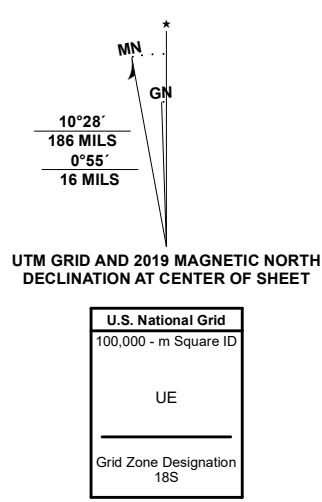 ★
MN
GN
10°28´
186 MILS
0°55´
16 MILS
UTM GRID AND 2019 MAGNETIC NORTH
DECLINATION AT CENTER OF SHEET
U.S. National Grid
100,000 - m Square ID
UE
Grid Zone Designation
18S